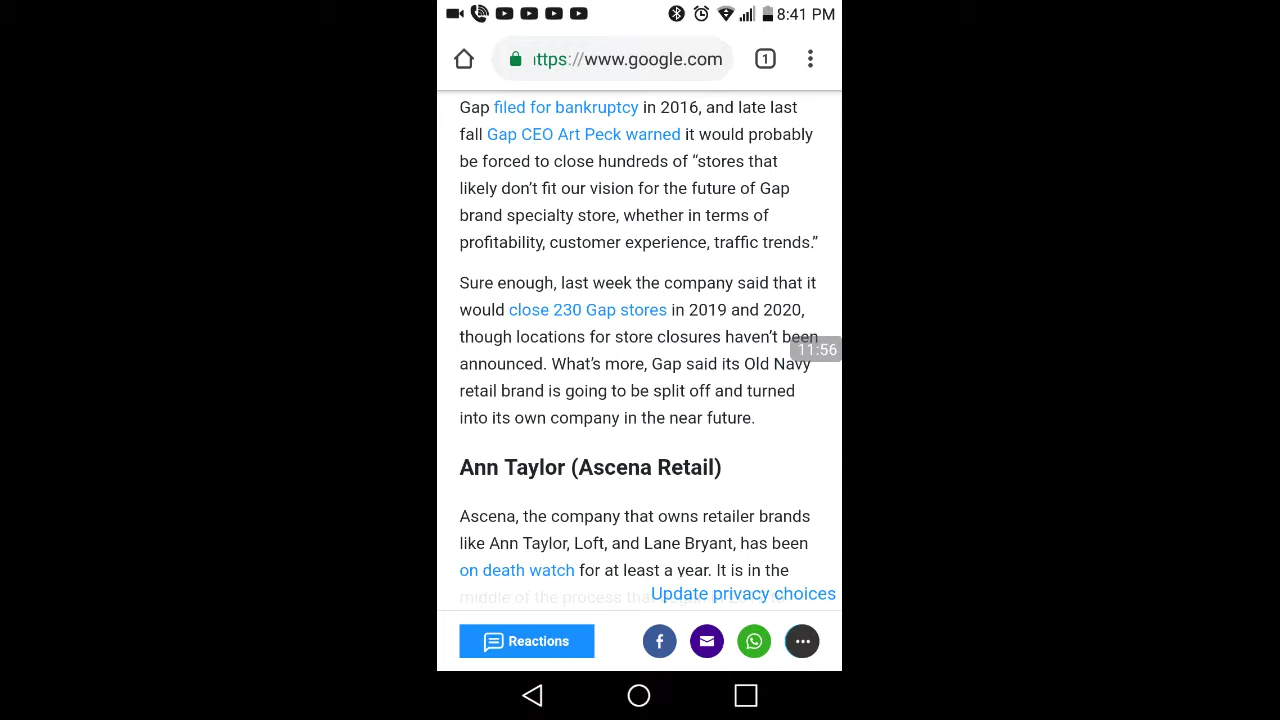 8:41 PM
ttps://www.google.com
1
Gap filed for bankruptcy in 2016, and late last
fall Gap CEO Art Peck warned it would probably
be forced to close hundreds of “stores that
likely don’t fit our vision for the future of Gap
brand specialty store, whether in terms of
profitability, customer experience, traffic trends.”
Sure enough, last week the company said that it
would close 230 Gap stores in 2019 and 2020,
though locations for store closures haven’t been
11:56
announced. What’s more, Gap said its Old Navy
retail brand is going to be split off and turned
into its own company in the near future.
Ann Taylor (Ascena Retail)
Ascena, the company that owns retailer brands
like Ann Taylor, Loft, and Lane Bryant, has been
on death watch for at least a year. It is in the
middle of the process
Update privacy choices
Reactions